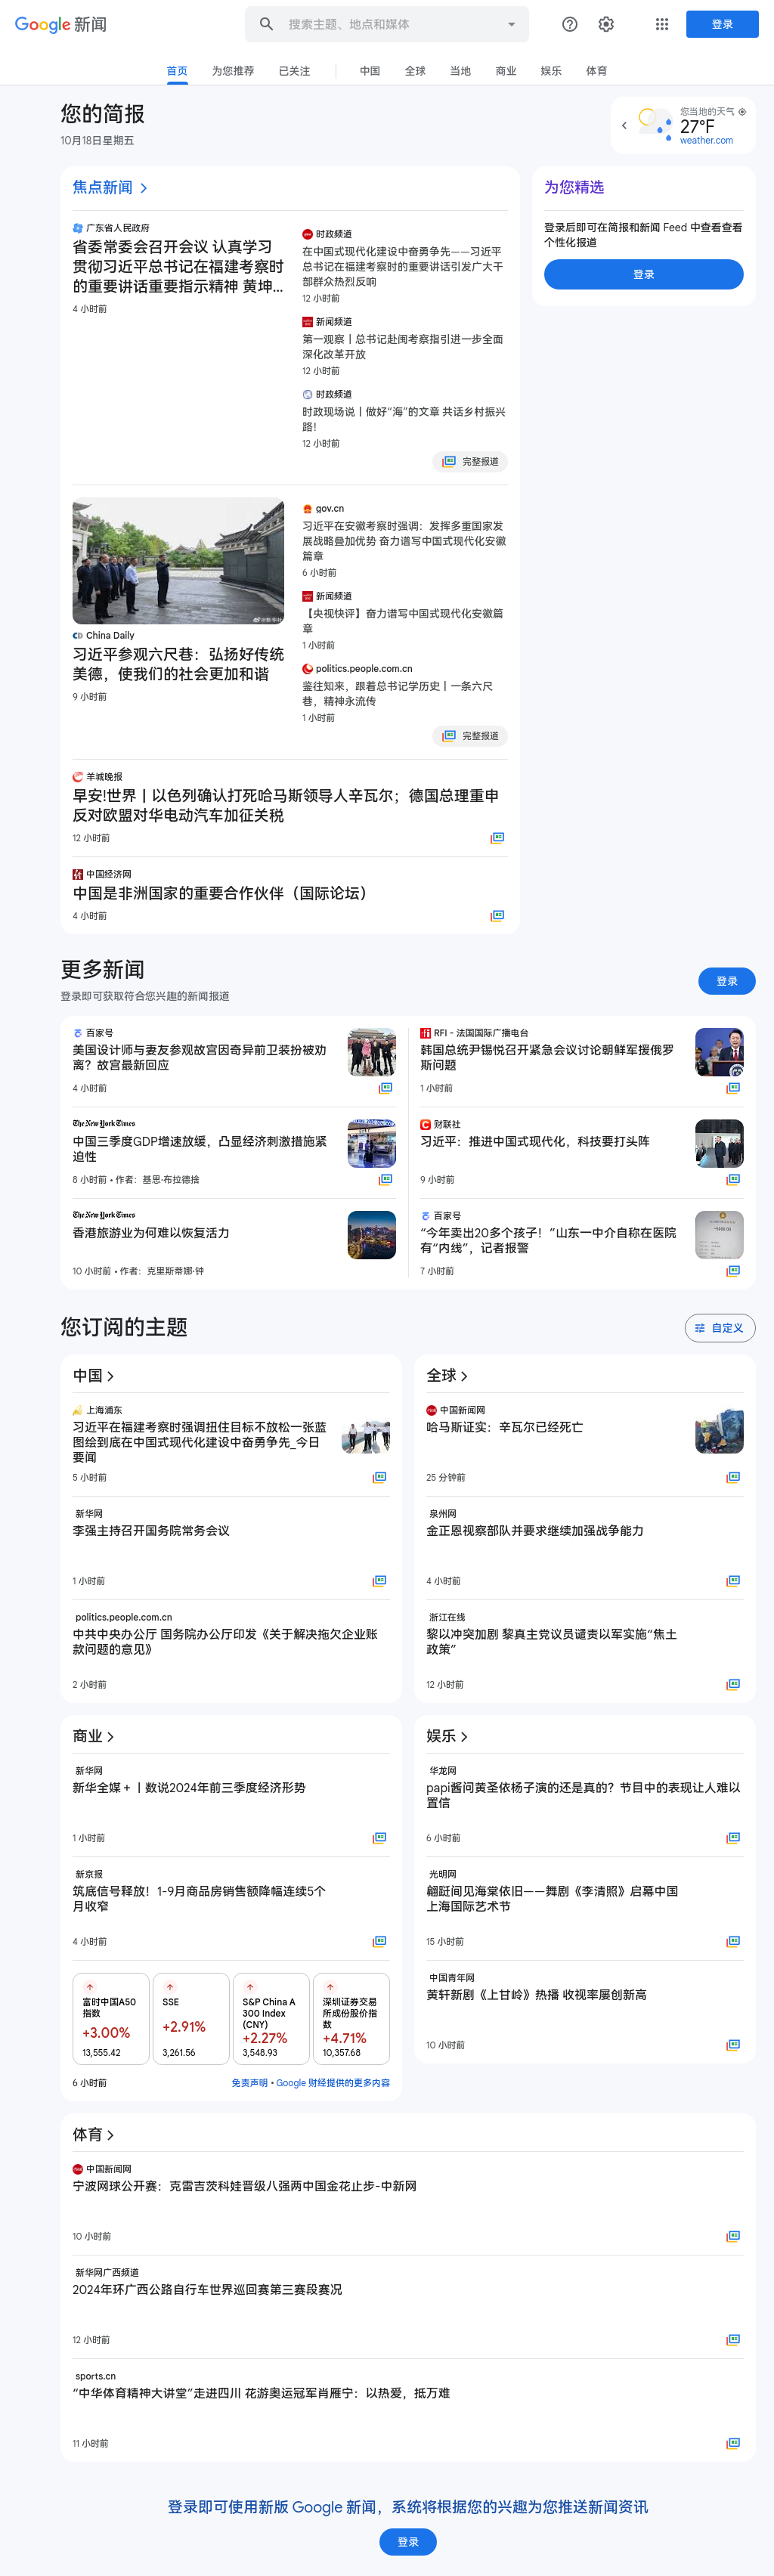 Google 新闻
搜索主题、地点和媒体
登录
首页
为您推荐
已关注
中国
全球
当地
商业
娱乐
体育
您的简报
10月18日星期五
您当地的天气
27°F
weather.com
焦点新闻
广东省人民政府
省委常委会召开会议 认真学习
贯彻习近平总书记在福建考察时
的重要讲话重要指示精神 黄坤...
4 小时前
时政频道
在中国式现代化建设中奋勇争先——习近平
总书记在福建考察时的重要讲话引发广大干
部群众热烈反响
12 小时前
新闻频道
第一观察丨总书记赴闽考察指引进一步全面
深化改革开放
12 小时前
时政频道
时政现场说丨做好“海”的文章 共话乡村振兴
路！
12 小时前
完整报道
为您精选
登录后即可在简报和新闻 Feed 中查看查看
个性化报道
登录
China Daily
习近平参观六尺巷：弘扬好传统
美德，使我们的社会更加和谐
9 小时前
gov.cn
习近平在安徽考察时强调：发挥多重国家发
展战略叠加优势 奋力谱写中国式现代化安徽
篇章
6 小时前
新闻频道
【央视快评】奋力谱写中国式现代化安徽篇
章
1 小时前
politics.people.com.cn
鉴往知来，跟着总书记学历史丨一条六尺
巷，精神永流传
1 小时前
完整报道
羊城晚报
早安!世界丨以色列确认打死哈马斯领导人辛瓦尔；德国总理重申
反对欧盟对华电动汽车加征关税
12 小时前
中国经济网
中国是非洲国家的重要合作伙伴（国际论坛）
4 小时前
更多新闻
登录即可获取符合您兴趣的新闻报道
登录
百家号
美国设计师与妻友参观故宫因奇异前卫装扮被劝
离？故宫最新回应
4 小时前
The New York Times
中国三季度GDP增速放缓，凸显经济刺激措施紧
迫性
8 小时前 • 作者：基思·布拉德捨
The New York Times
香港旅游业为何难以恢复活力
10 小时前 • 作者：克里斯蒂娜·钟
RFI - 法国国际广播电台
韩国总统尹锡悦召开紧急会议讨论朝鲜军援俄罗
斯问题
1 小时前
财联社
习近平：推进中国式现代化，科技要打头阵
9 小时前
百家号
“今年卖出20多个孩子！”山东一中介自称在医院
有“内线”，记者报警
7 小时前
您订阅的主题
自定义
中国
上海浦东
习近平在福建考察时强调扭住目标不放松一张蓝
图绘到底在中国式现代化建设中奋勇争先_今日
要闻
5 小时前
新华网
李强主持召开国务院常务会议
1 小时前
politics.people.com.cn
中共中央办公厅 国务院办公厅印发《关于解决拖欠企业账
款问题的意见》
2 小时前
全球
中国新闻网
哈马斯证实：辛瓦尔已经死亡
25 分钟前
泉州网
金正恩视察部队并要求继续加强战争能力
4 小时前
浙江在线
黎以冲突加剧 黎真主党议员谴责以军实施“焦土
政策”
12 小时前
商业
新华网
新华全媒＋丨数说2024年前三季度经济形势
1 小时前
新京报
筑底信号释放！1-9月商品房销售额降幅连续5个
月收窄
4 小时前
富时中国A50
指数
+3.00%
13,555.42
SSE
+2.91%
3,261.56
S&P China A
300 Index
(CNY)
+2.27%
3,548.93
深圳证券交易
所成份股价指
数
+4.71%
10,357.68
6 小时前
免责声明 • Google 财经提供的更多内容
娱乐
华龙网
papi酱问黄圣依杨子演的还是真的？节目中的表现让人难以
置信
6 小时前
光明网
翩跹间见海棠依旧——舞剧《李清照》启幕中国
上海国际艺术节
15 小时前
中国青年网
黄轩新剧《上甘岭》热播 收视率屡创新高
10 小时前
体育
中国新闻网
宁波网球公开赛：克雷吉茨科娃晋级八强两中国金花止步-中新网
10 小时前
新华网广西频道
2024年环广西公路自行车世界巡回赛第三赛段赛况
12 小时前
sports.cn
“中华体育精神大讲堂”走进四川 花游奥运冠军肖雁宁：以热爱，抵万难
11 小时前
登录即可使用新版 Google 新闻，系统将根据您的兴趣为您推送新闻资讯
登录